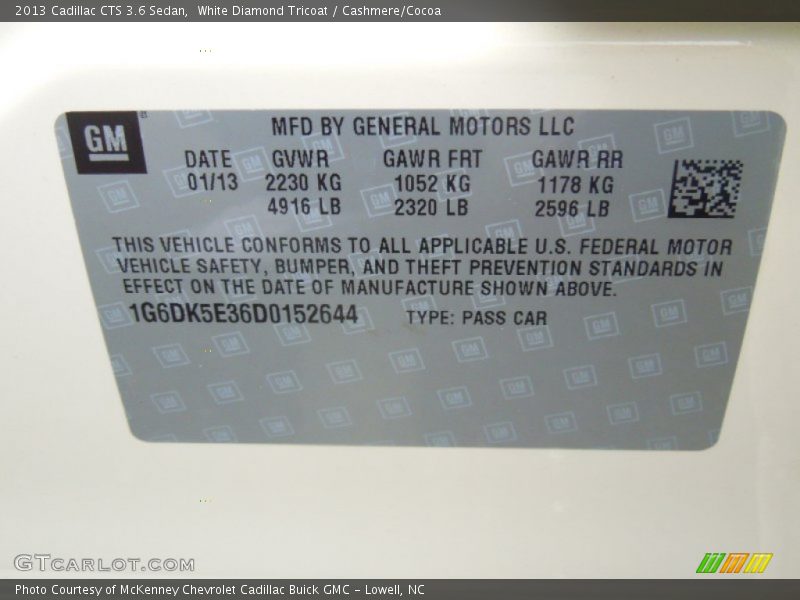 2013 Cadillac CTS 3.6 Sedan, White Diamond Tricoat / Cashmere/Cocoa
GM
MFD BY GENERAL MOTORS LLC
DATE GVWR GAWR FRT GAWR RR
01/13 2230 KG 1052 KG 1178 KG
4916 LB 2320 LB 2596 LB
THIS VEHICLE CONFORMS TO ALL APPLICABLE U.S. FEDERAL MOTOR
VEHICLE SAFETY, BUMPER, AND THEFT PREVENTION STANDARDS IN
EFFECT ON THE DATE OF MANUFACTURE SHOWN ABOVE.
1G6DK5E36D0152644 TYPE: PASS CAR
GTCARLOT.COM
Photo Courtesy of McKenney Chevrolet Cadillac Buick GMC - Lowell, NC